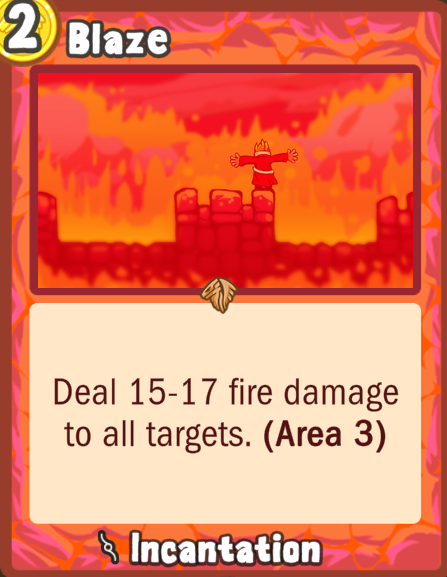 2
Blaze
Deal 15-17 fire damage
to all targets. (Area 3)
Incantation